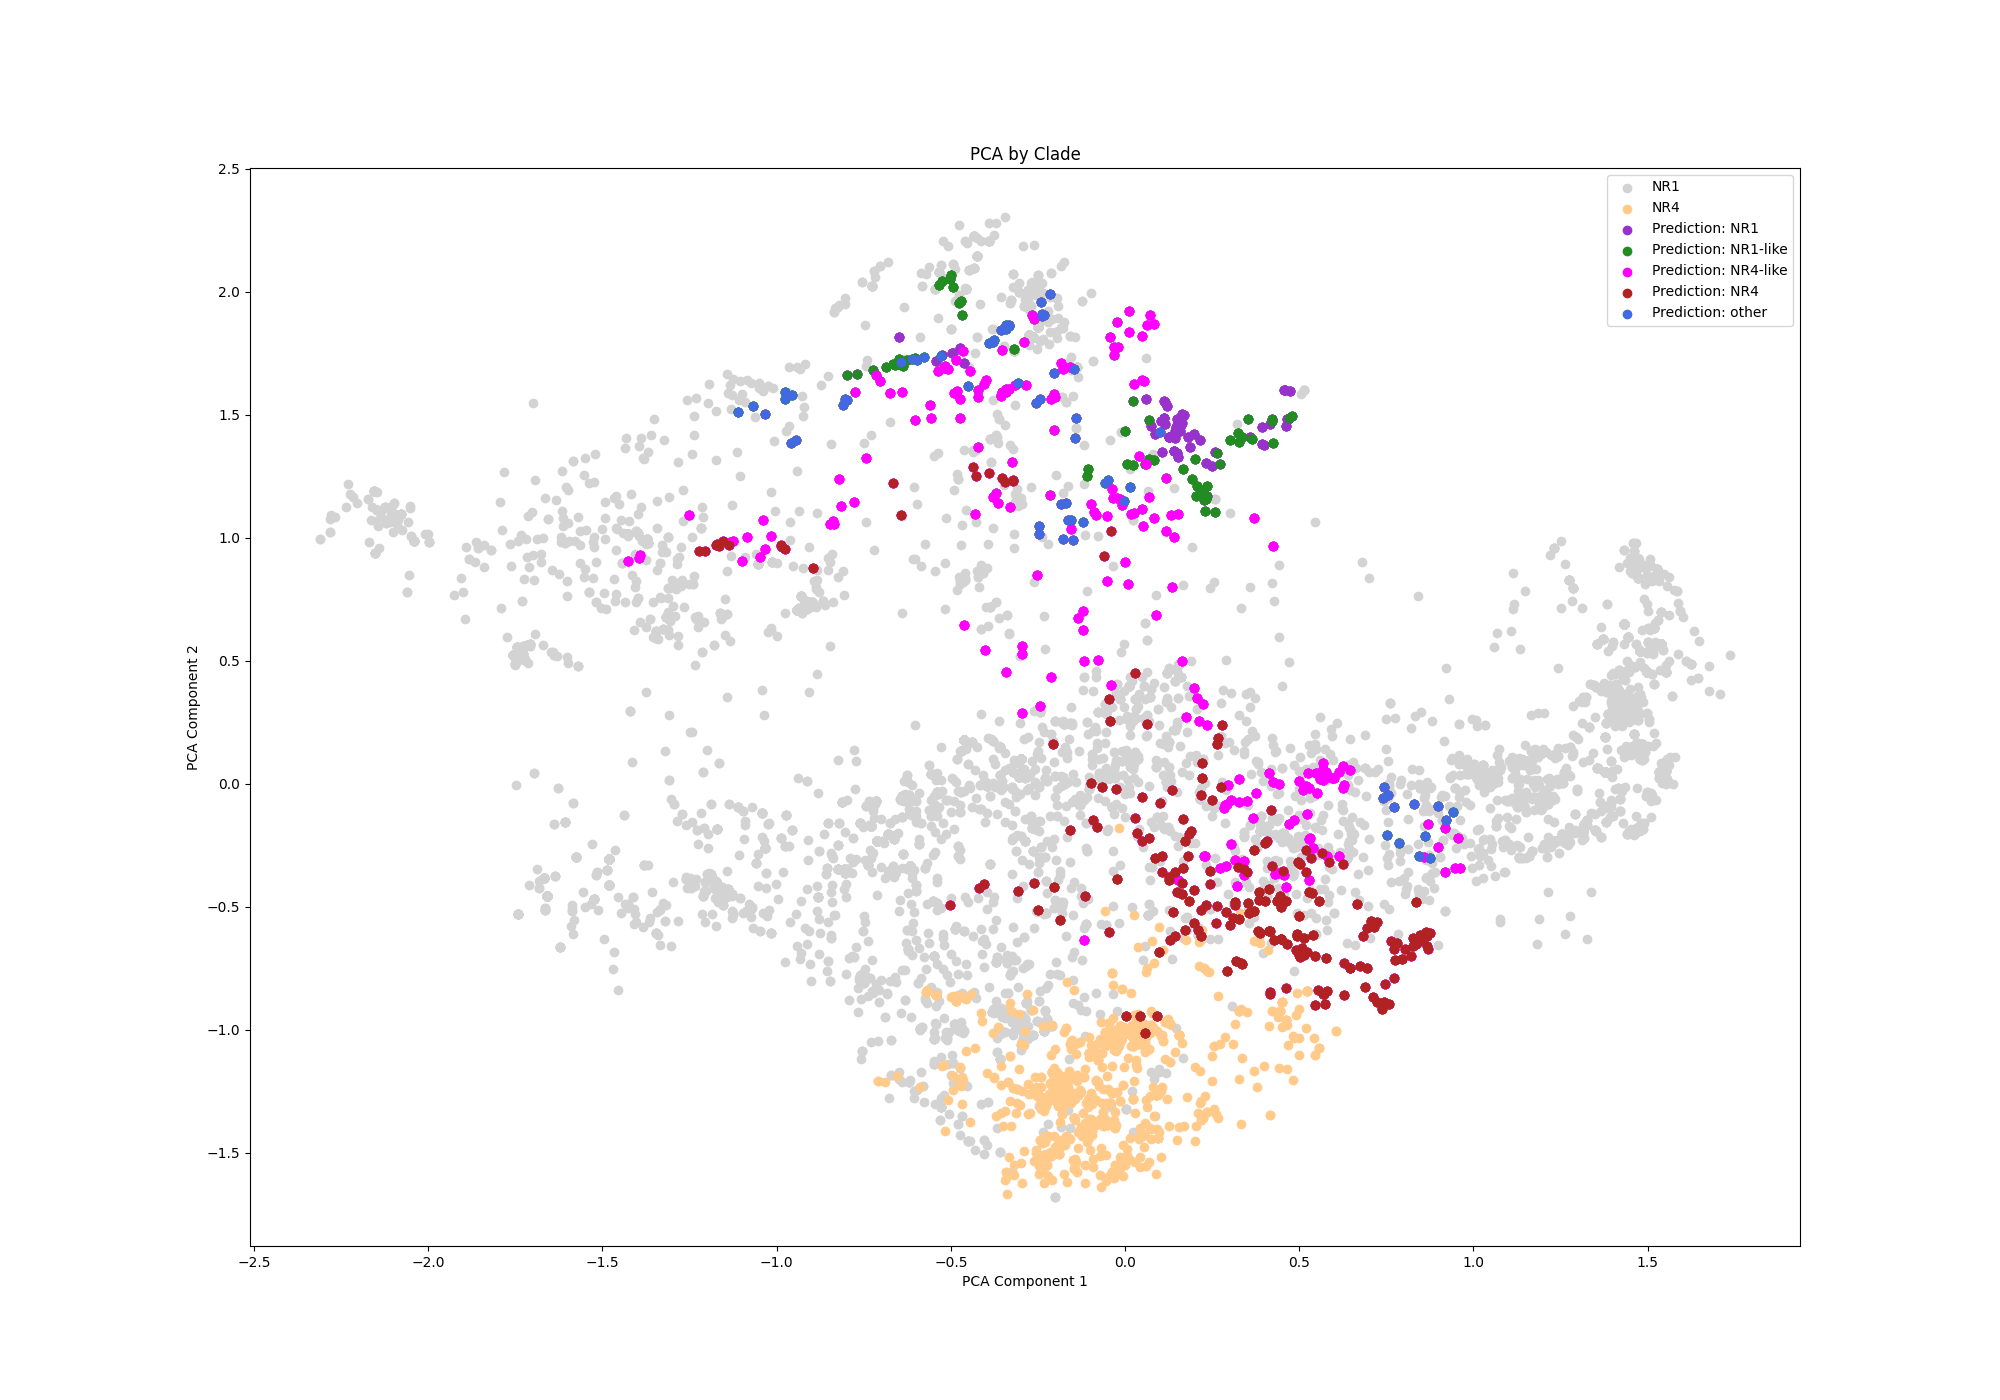 PCA by Clade
NR1
NR4
Prediction: NR1
Prediction: NR1-like
Prediction: NR4-like
Prediction: NR4
Prediction: other
PCA Component 2
2.5
2.0
1.5
1.0
0.5
0.0
−0.5
−1.0
−1.5
−2.5
−2.0
−1.5
−1.0
−0.5
0.0
0.5
1.0
1.5
PCA Component 1